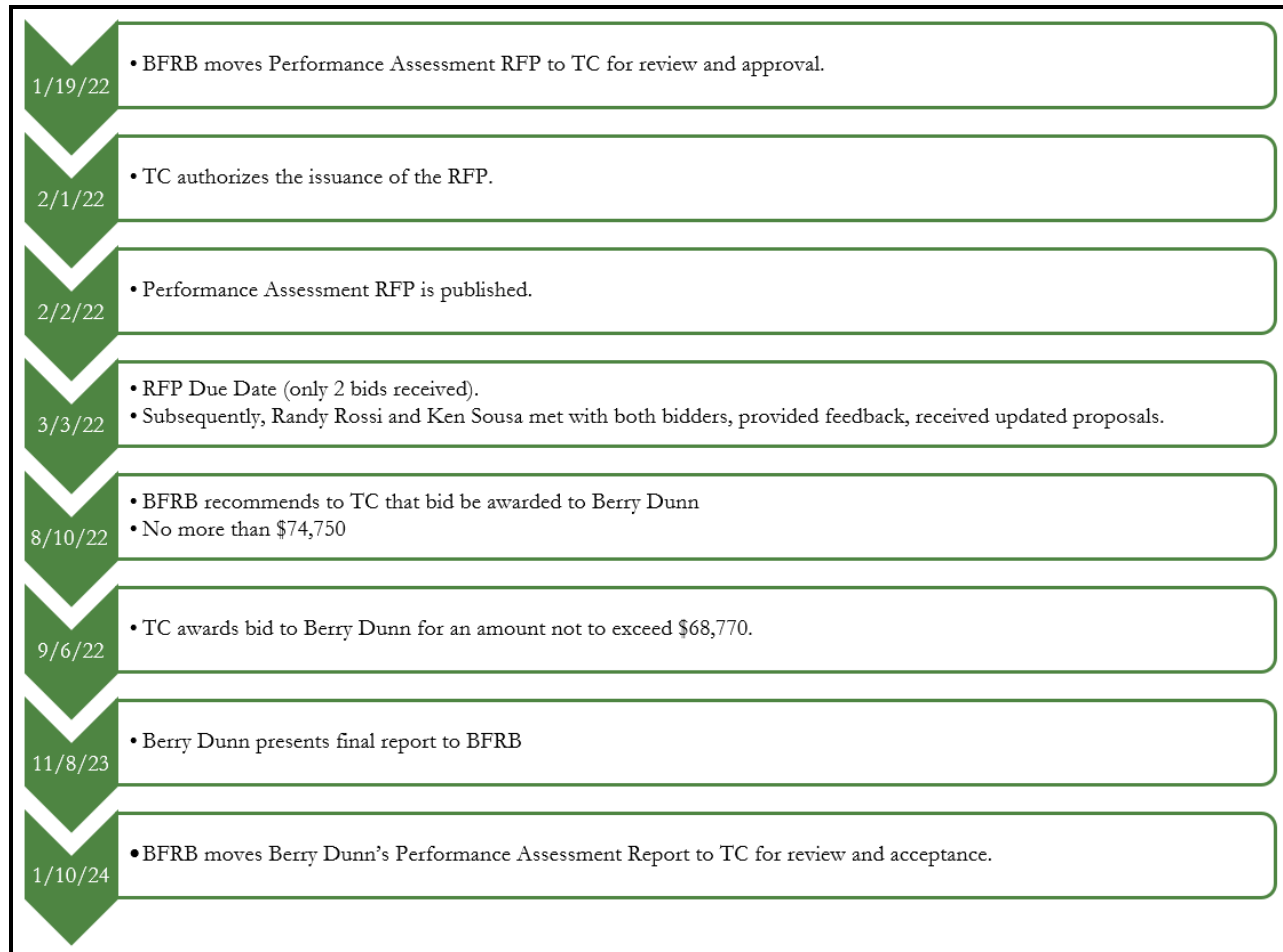 1/19/22
• BFRB moves Performance Assessment RFP to TC for review and approval.
2/1/22
• TC authorizes the issuance of the RFP.
2/2/22
• Performance Assessment RFP is published.
3/3/22
• RFP Due Date (only 2 bids received).
• Subsequently, Randy Rossi and Ken Sousa met with both bidders, provided feedback, received updated proposals.
8/10/22
• BFRB recommends to TC that bid be awarded to Berry Dunn
• No more than $74,750
9/6/22
• TC awards bid to Berry Dunn for an amount not to exceed $68,770.
11/8/23
• Berry Dunn presents final report to BFRB
1/10/24
• BFRB moves Berry Dunn’s Performance Assessment Report to TC for review and acceptance.